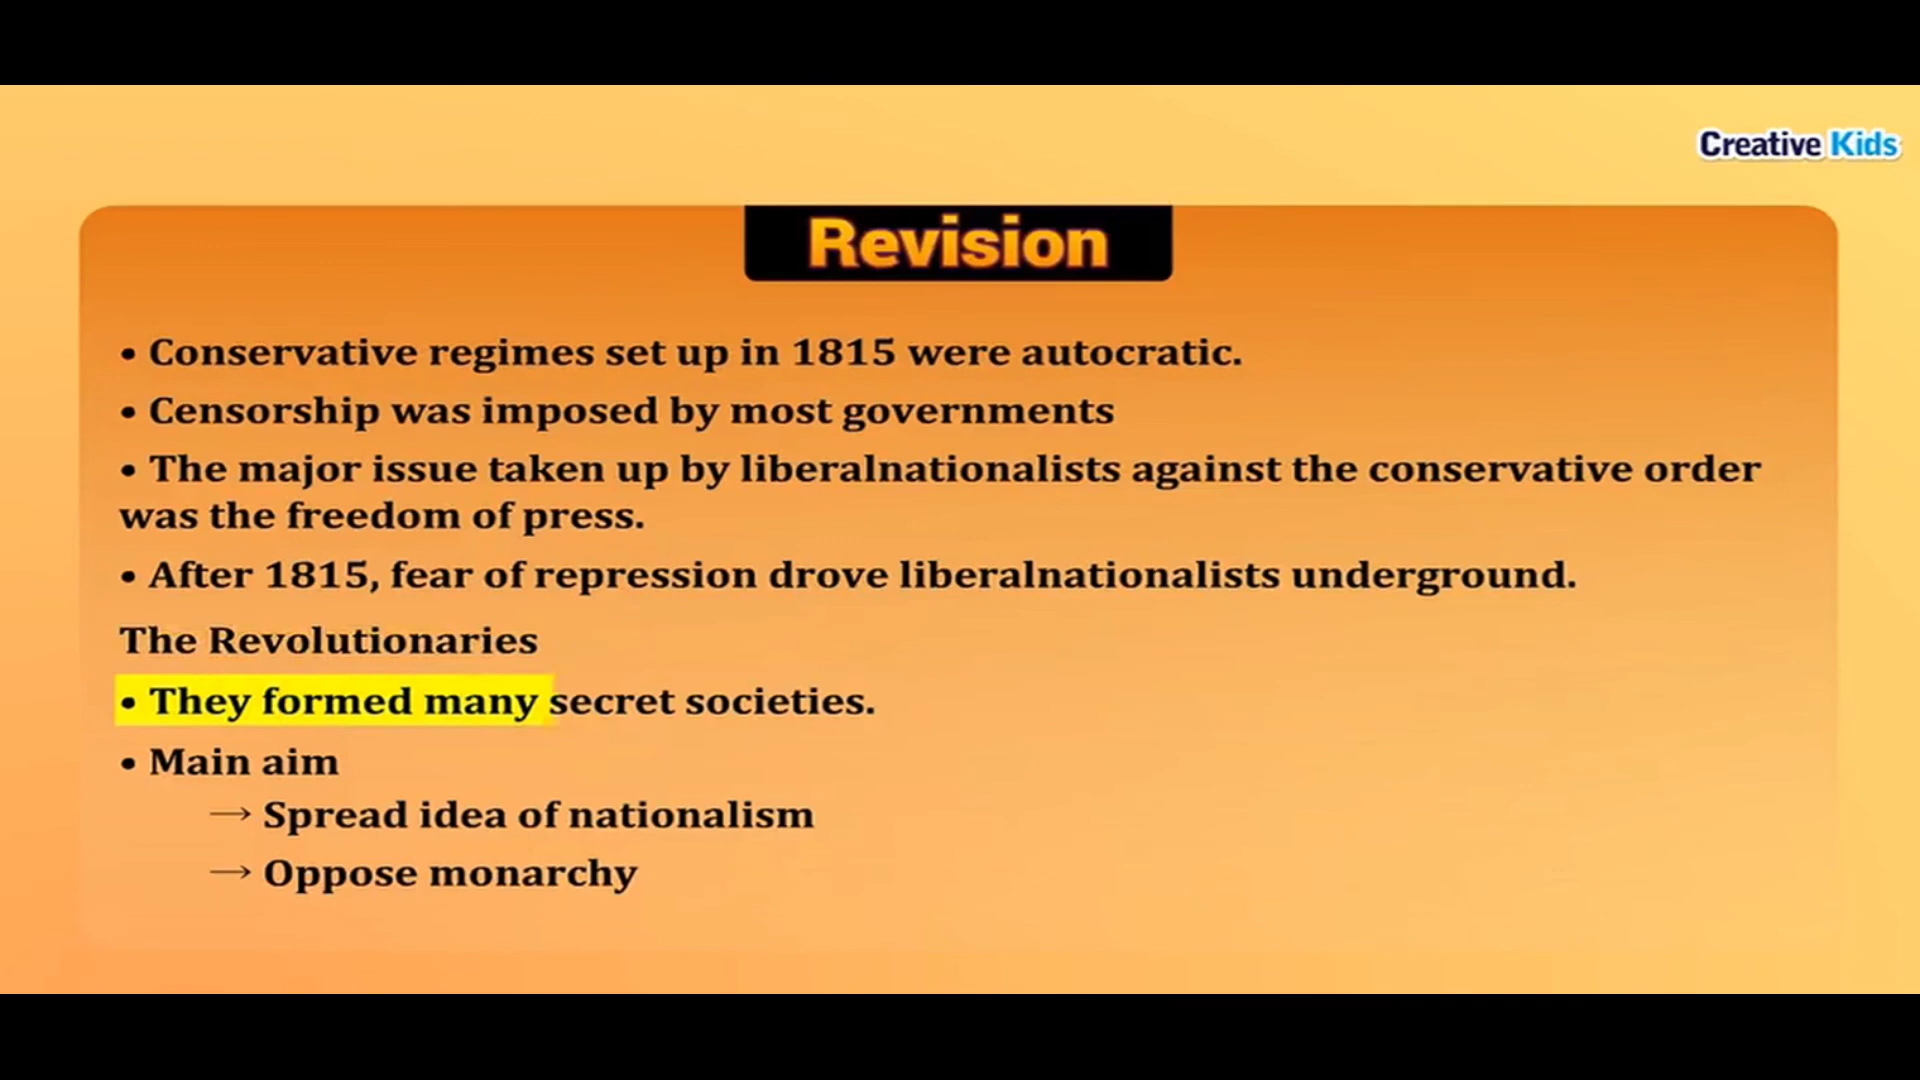 Creative Kids
Revision
• Conservative regimes set up in 1815 were autocratic.
• Censorship was imposed by most governments
• The major issue taken up by liberalnationalists against the conservative order
was the freedom of press.
• After 1815, fear of repression drove liberalnationalists underground.
The Revolutionaries
• They formed many secret societies.
• Main aim
→ Spread idea of nationalism
→ Oppose monarchy